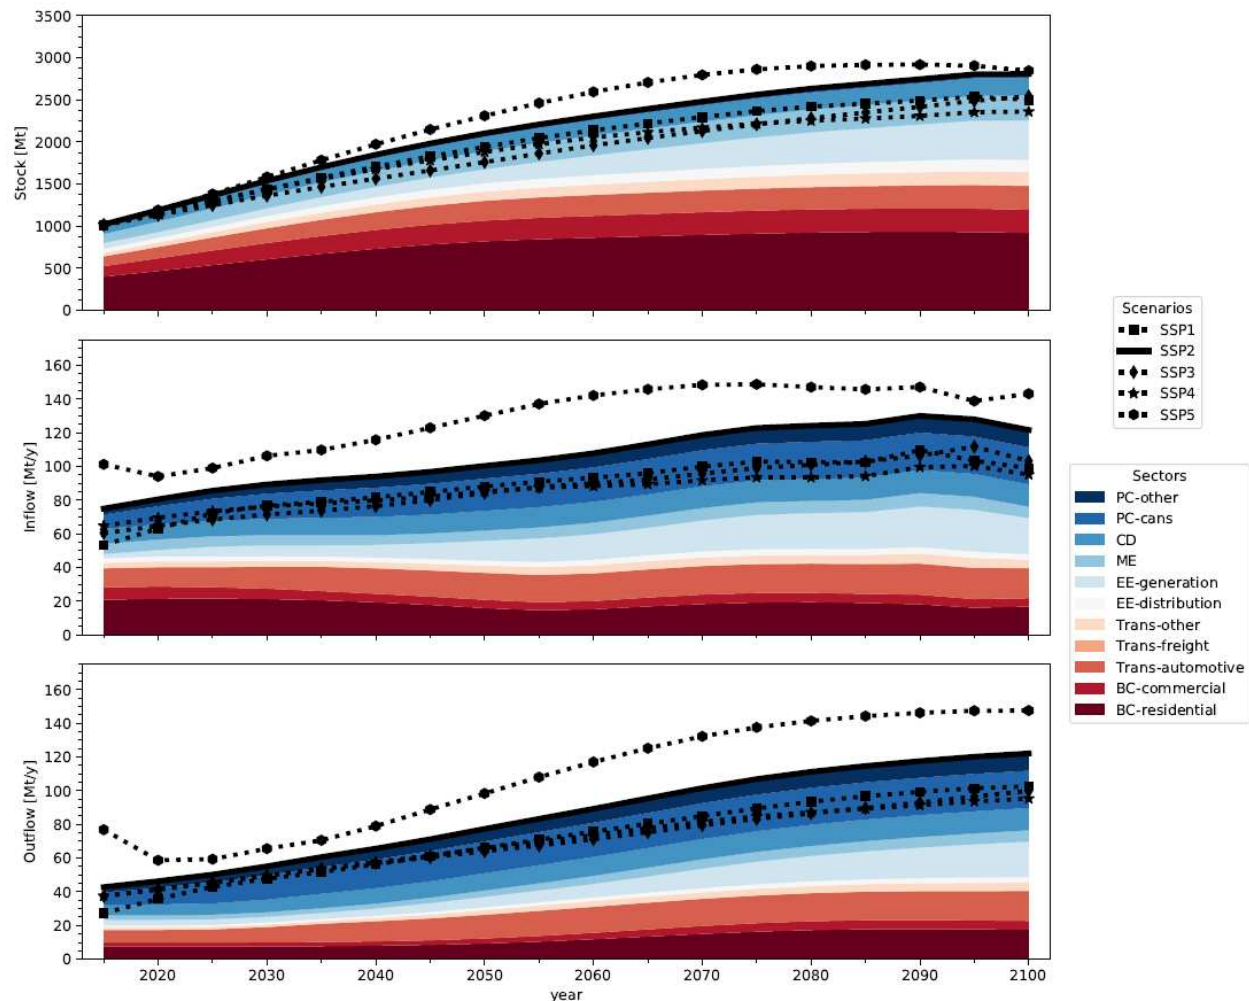 3500
3000
2500
2000
1500
1000
500
0
Stock [Mt]
160
140
120
100
80
60
40
20
0
Inflow [Mt/y]
160
140
120
100
80
60
40
20
0
Outflow [Mt/y]
2020 2030 2040 2050 2060 2070 2080 2090 2100
year
Scenarios
SSP1
SSP2
SSP3
SSP4
SSP5
Sectors
PC-other
PC-cans
CD
ME
EE-generation
EE-distribution
Trans-other
Trans-freight
Trans-automotive
BC-commercial
BC-residential